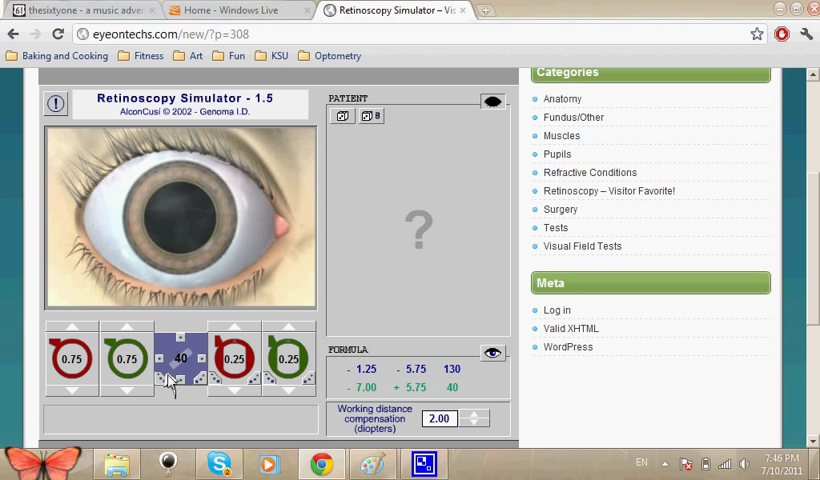 thesixtyone - a music adver
Home - Windows Live
Retinoscopy Simulator – Vis
eyeontechs.com/new/?p=308
Baking and Cooking
Fitness
Art
Fun
KSU
Optometry
Retinoscopy Simulator - 1.5
AlconCusí © 2002 - Genoma I.D.
PATIENT
8
?
0.75
0.75
40
0.25
0.25
FORMULA
- 1.25 - 5.75 130
- 7.00 + 5.75 40
Working distance
compensation
(diopters)
2.00
Categories
Anatomy
Fundus/Other
Muscles
Pupils
Refractive Conditions
Retinoscopy – Visitor Favorite!
Surgery
Tests
Visual Field Tests
Meta
Log in
Valid XHTML
WordPress
EN
7:46 PM
7/10/2011